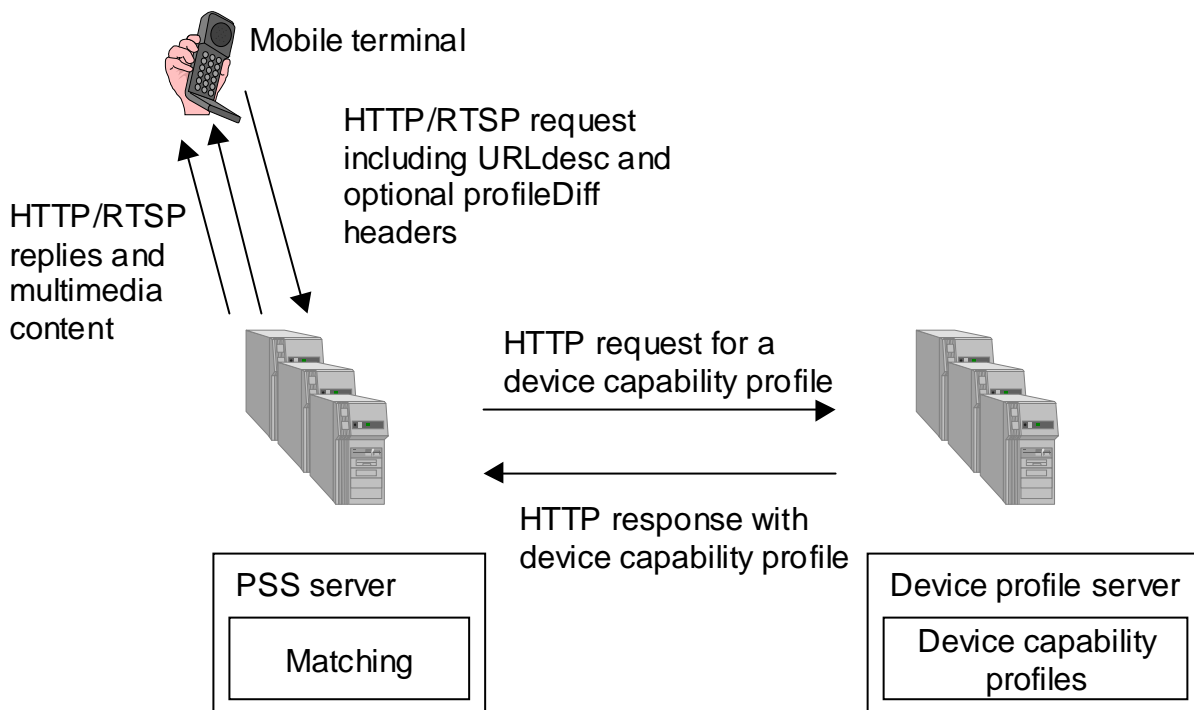 Mobile terminal
HTTP/RTSP request
including URLdesc and
optional profileDiff
headers
HTTP/RTSP
replies and
multimedia
content
HTTP request for a
device capability profile
HTTP response with
device capability profile
PSS server
Matching
Device profile server
Device capability
profiles